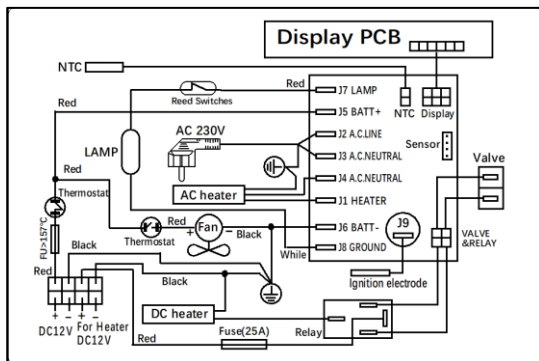 Display PCB
NTC
Reed Switches
Red
J7 LAMP
Red
J5 BATT+
NTC
Display
AC 230V
J2 A.C.LINE
LAMP
J3 A.C.NEUTRAL
Sensor
Valve
Red
J4 A.C.NEUTRAL
Thermostat
AC heater
J1 HEATER
FU>157°C
Red
Thermostat
+
Fan
−
Black
J6 BATT-
J9
VALVE
&RELAY
Black
While
J8 GROUND
Red
Black
Ignition electrode
+ − + −
DC12V
For Heater
DC12V
DC heater
Relay
Red
Fuse(25A)